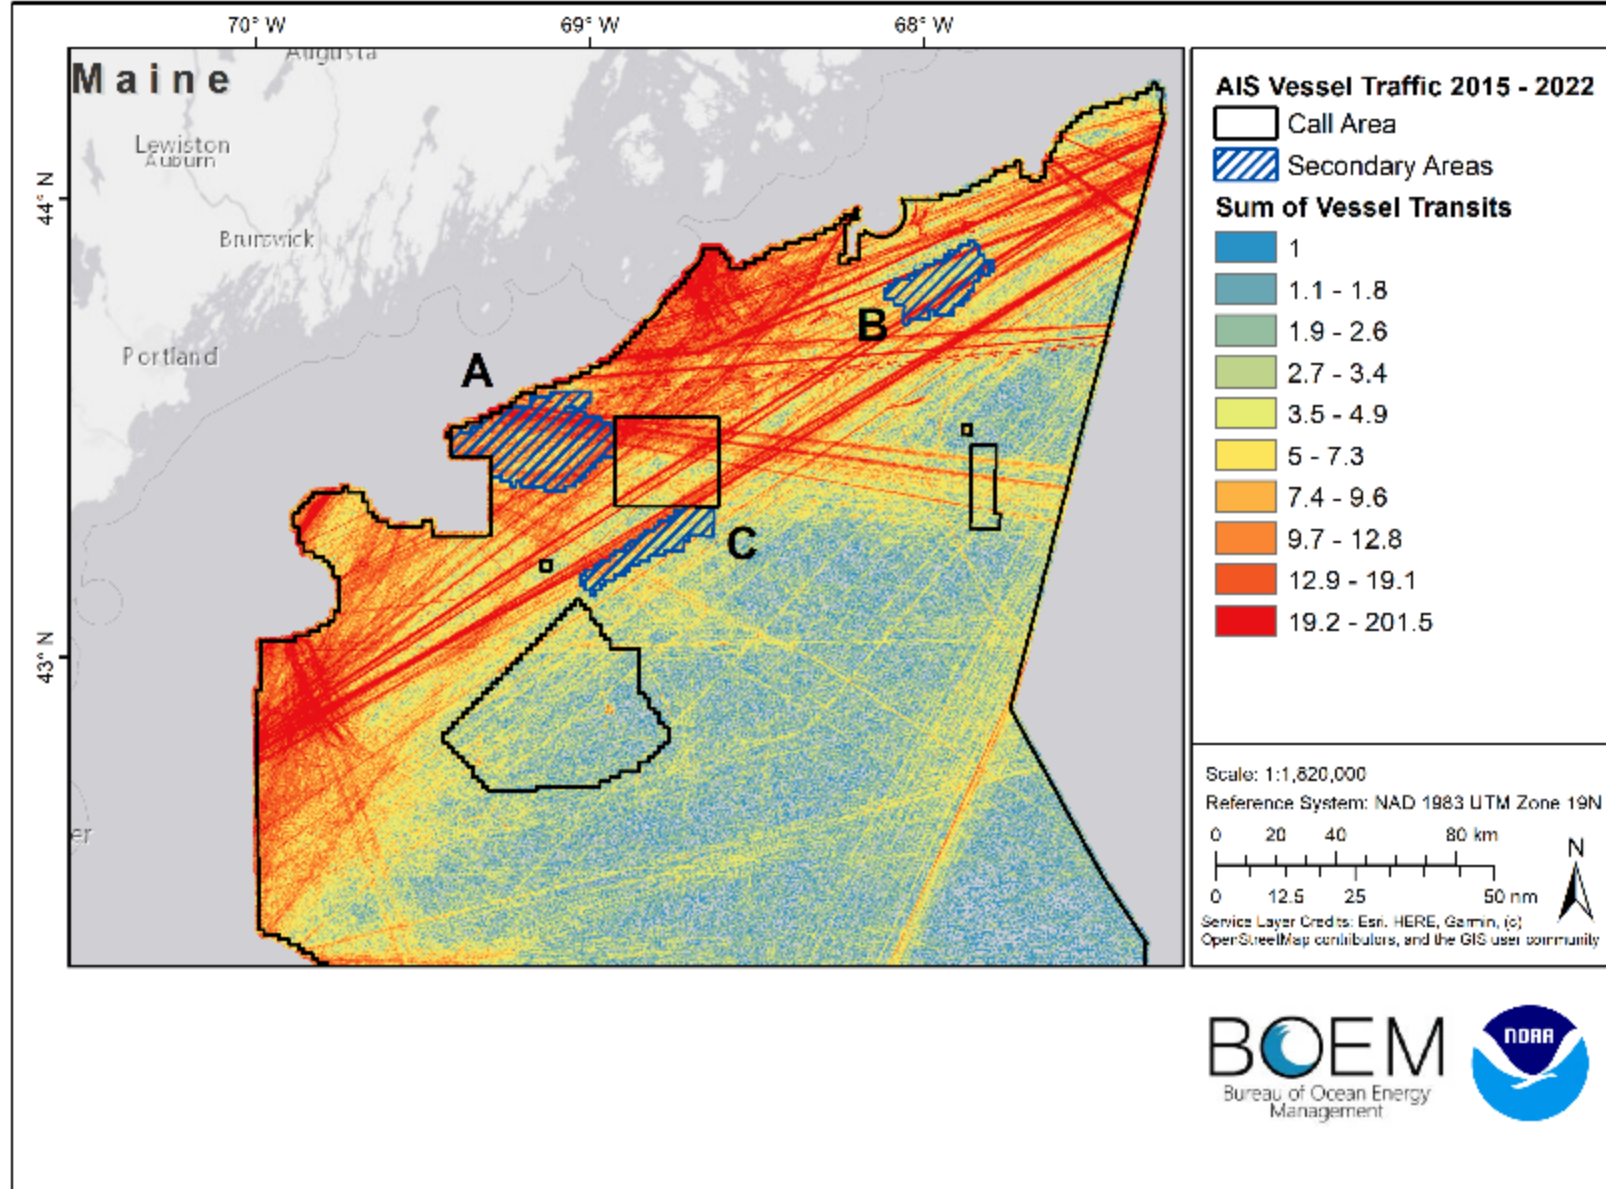 70° W 69° W 68° W
Augusta
Maine
Lewiston
Auburn
44° N
Brunswick
Portland
43° N
er
A
B
C
AIS Vessel Traffic 2015 - 2022
Call Area
Secondary Areas
Sum of Vessel Transits
1
1.1 - 1.8
1.9 - 2.6
2.7 - 3.4
3.5 - 4.9
5 - 7.3
7.4 - 9.6
9.7 - 12.8
12.9 - 19.1
19.2 - 201.5
Scale: 1:1,820,000
Reference System: NAD 1983 UTM Zone 19N
0 20 40 80 km
0 12.5 25 50 nm
N
Service Layer Credits: Esri, HERE, Garmin, (c)
OpenStreetMap contributors, and the GIS user community
BOEM
Bureau of Ocean Energy
Management
NOAA